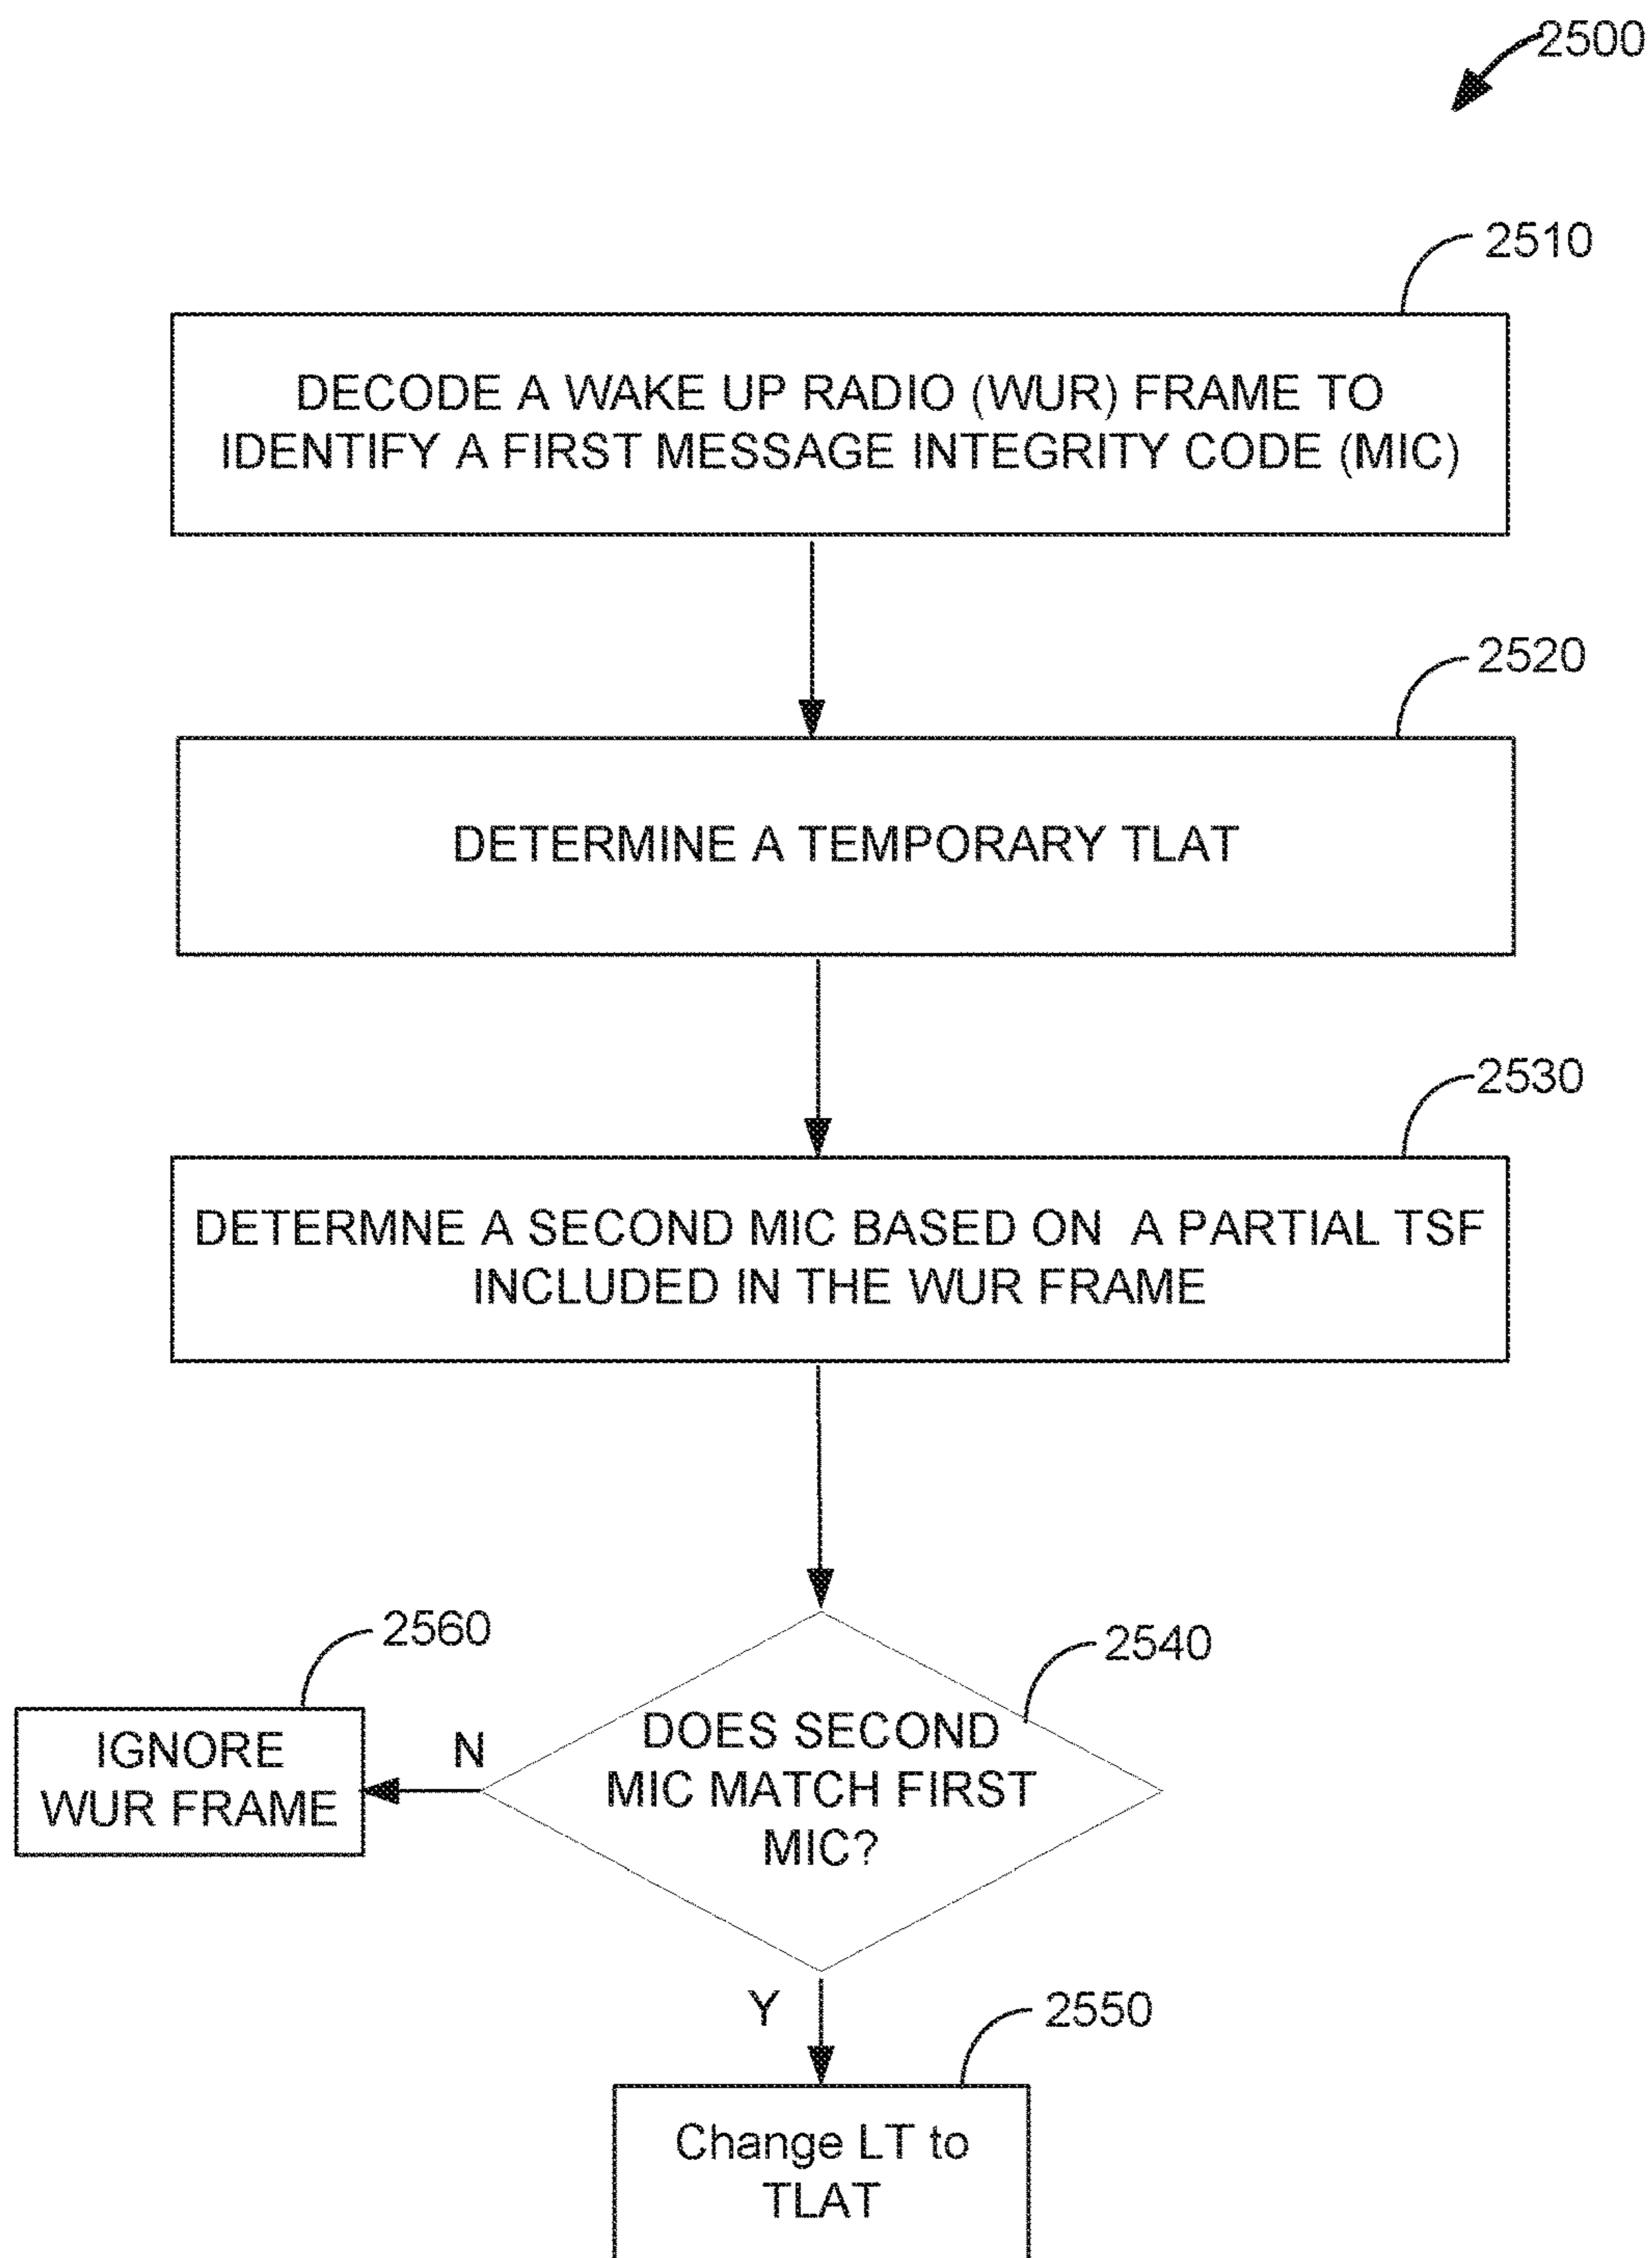 2500
2510
DECODE A WAKE UP RADIO (WUR) FRAME TO
IDENTIFY A FIRST MESSAGE INTEGRITY CODE (MIC)
2520
DETERMINE A TEMPORARY TLAT
2530
DETERMNE A SECOND MIC BASED ON A PARTIAL TSF
INCLUDED IN THE WUR FRAME
2560
2540
IGNORE
WUR FRAME
N
DOES SECOND
MIC MATCH FIRST
MIC?
Y
2550
Change LT to
TLAT